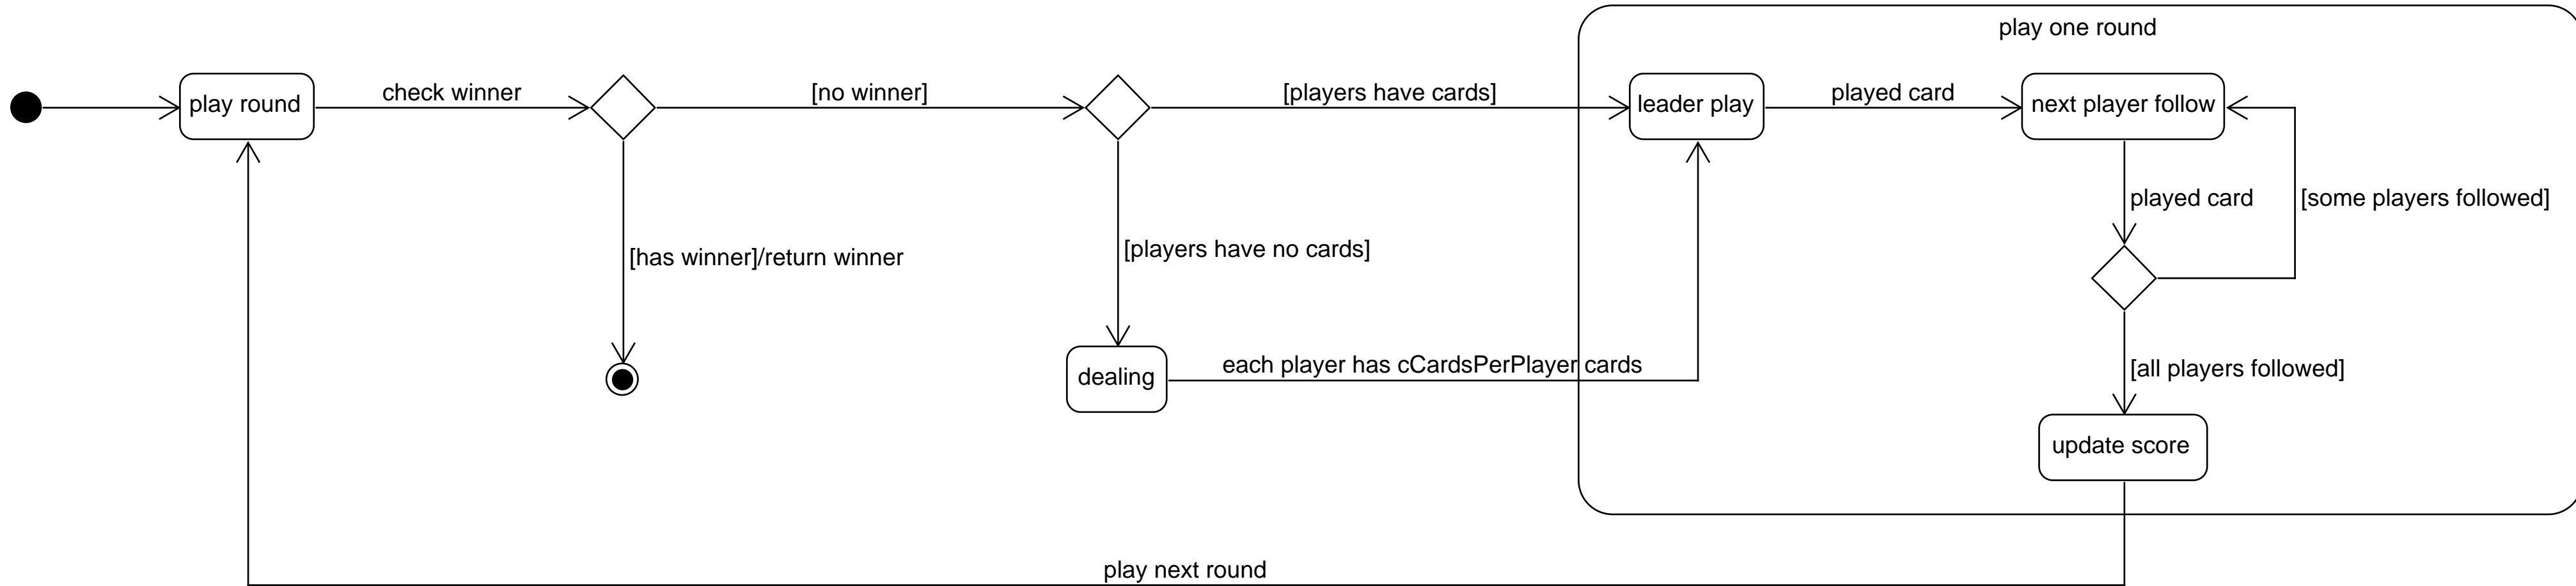 play one round
play round
check winner
[no winner]
[players have cards]
leader play
played card
next player follow
played card
[some players followed]
[has winner]/return winner
[players have no cards]
dealing
each player has cCardsPerPlayer cards
[all players followed]
update score
play next round